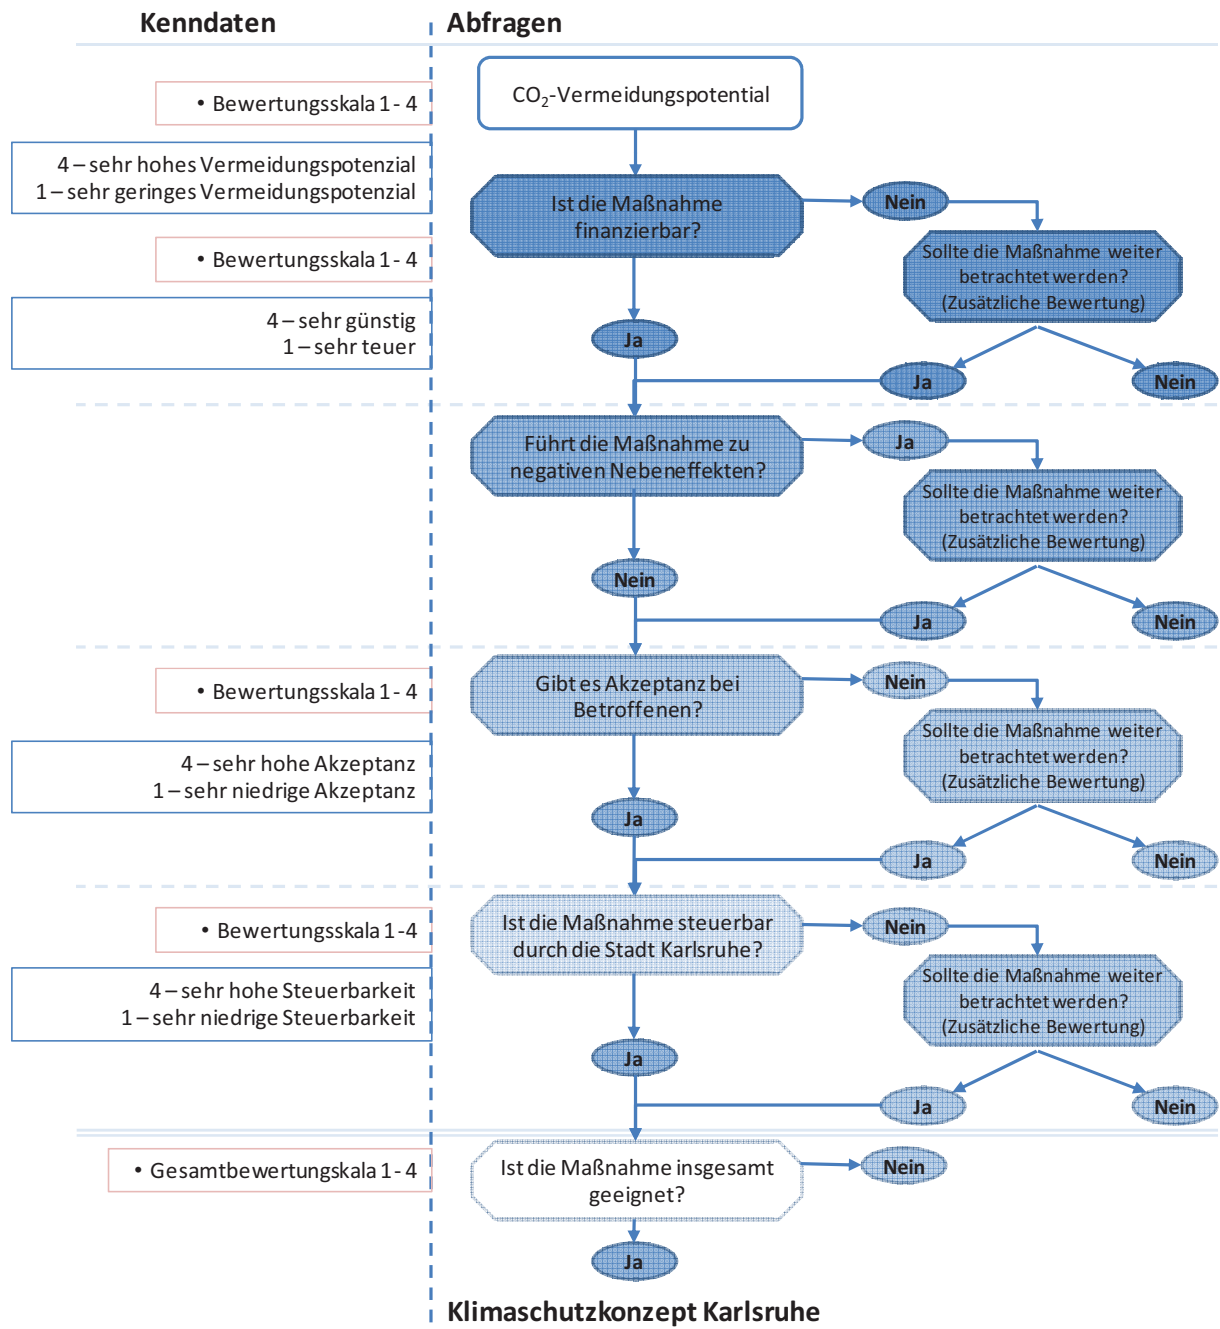 Kenndaten
Abfragen
• Bewertungsskala 1 - 4
CO₂-Vermeidungspotential
4 – sehr hohes Vermeidungspotenzial
1 – sehr geringes Vermeidungspotenzial
Ist die Maßnahme
finanzierbar?
Nein
Sollte die Maßnahme weiter
betrachtet werden?
(Zusätzliche Bewertung)
• Bewertungsskala 1 - 4
4 – sehr günstig
1 – sehr teuer
Ja
Ja
Nein
Führt die Maßnahme zu
negativen Nebeneffekten?
Ja
Sollte die Maßnahme weiter
betrachtet werden?
(Zusätzliche Bewertung)
Nein
Ja
Nein
• Bewertungsskala 1 - 4
Gibt es Akzeptanz bei
Betroffenen?
Nein
Sollte die Maßnahme weiter
betrachtet werden?
(Zusätzliche Bewertung)
4 – sehr hohe Akzeptanz
1 – sehr niedrige Akzeptanz
Ja
Ja
Nein
• Bewertungsskala 1 -4
Ist die Maßnahme steuerbar
durch die Stadt Karlsruhe?
Nein
Sollte die Maßnahme weiter
betrachtet werden?
(Zusätzliche Bewertung)
4 – sehr hohe Steuerbarkeit
1 – sehr niedrige Steuerbarkeit
Ja
Ja
Nein
• Gesamtbewertungskala 1 - 4
Ist die Maßnahme insgesamt
geeignet?
Nein
Ja
Klimaschutzkonzept Karlsruhe